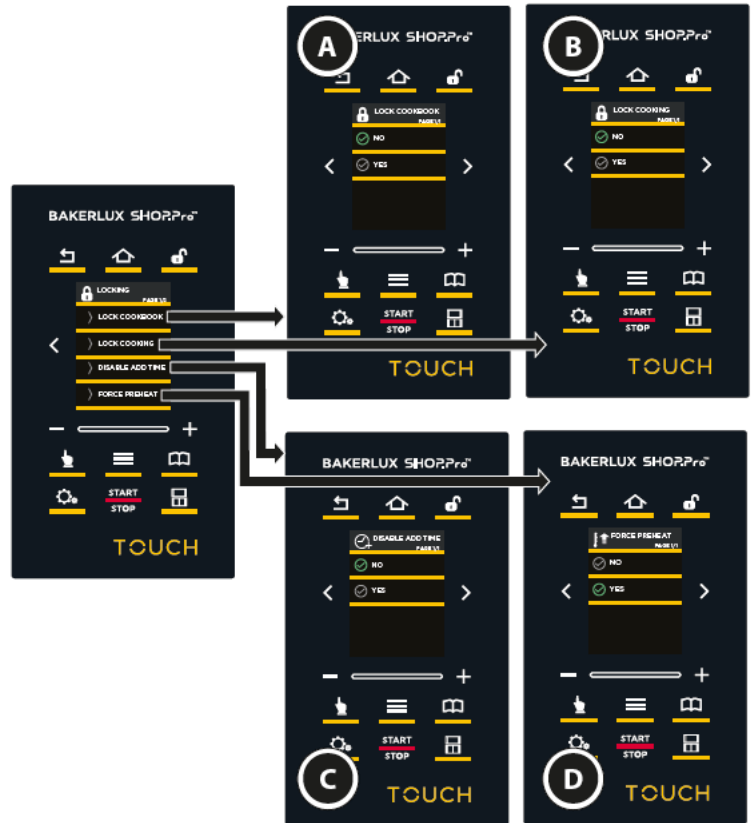 BAKERLUX SHOP.Pro™
LOCKING
PAGE 1/2
LOCK COOKBOOK
LOCK COOKING
DISABLE ADD TIME
FORCE PREHEAT
START
STOP
TOUCH
A
ERLUX SHOP.Pro™
LOCK COOKBOOK
PAGE 1/1
NO
YES
START
STOP
TOUCH
B
ERLUX SHOP.Pro™
LOCK COOKING
PAGE 1/1
NO
YES
START
STOP
TOUCH
BAKERLUX SHOP.Pro™
DISABLE ADD TIME
PAGE 1/1
NO
YES
START
STOP
C
TOUCH
BAKERLUX SHOP.Pro™
FORCE PREHEAT
PAGE 1/1
NO
YES
START
STOP
D
TOUCH